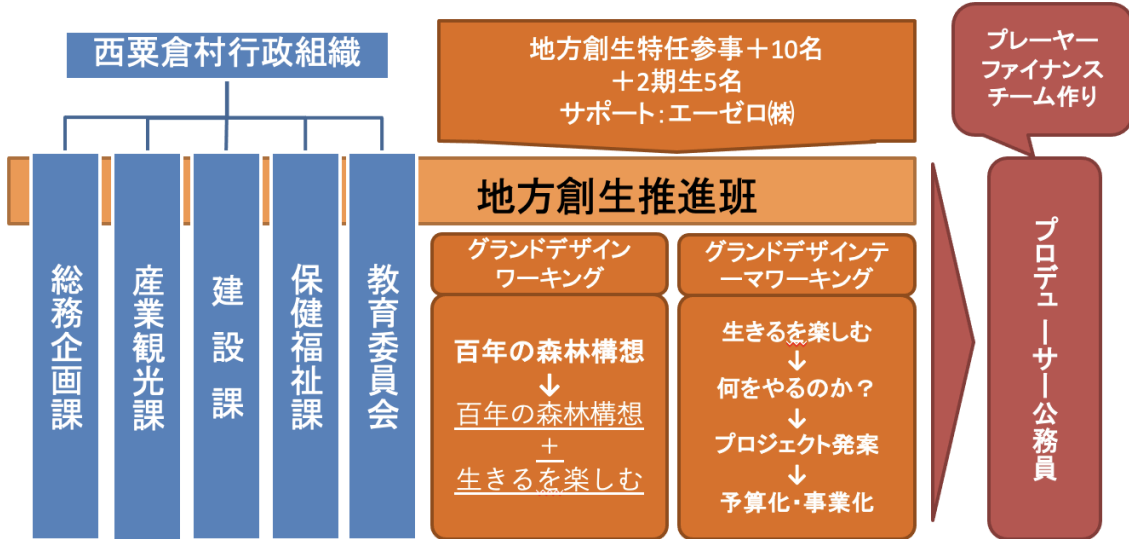 西粟倉村行政組織
地方創生特任参事＋10名
＋2期生5名
サポート：エーゼロ㈱
プレーヤー
ファイナンス
チーム作り
地方創生推進班
総務企画課
産業観光課
建設課
保健福祉課
教育委員会
グランドデザイン
ワーキング
百年の森林構想
↓
百年の森林構想
＋
生きるを楽しむ
グランドデザインテ
ーマワーキング
生きるを楽しむ
↓
何をやるのか？
↓
プロジェクト発案
↓
予算化・事業化
プロデューサー公務員